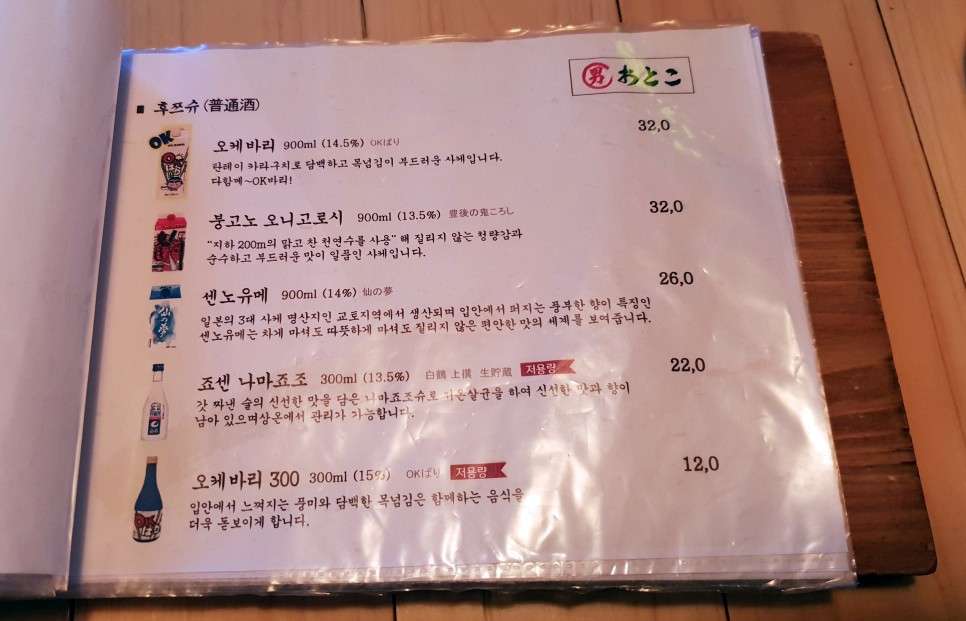 男 おとこ
■ 후쯔슈 (普通酒)
오케바리 900ml (14.5%) OKばり 32,0
탄레이 카라구치로 담백하고 목넘김이 부드러운 사케입니다.
다함께~OK바리!
붕고노 오니고로시 900ml (13.5%) 豊後の鬼ころし 32,0
"지하 200m의 맑고 찬 천연수를 사용" 해 질리지 않는 청량감과
순수하고 부드러운 맛이 일품인 사케입니다.
센노유메 900ml (14%) 仙の夢 26,0
일본의 3대 사케 명산지인 교토지역에서 생산되며 입안에서 퍼지는 풍부한 향이 특징인
센노유메는 차게 마셔도 따뜻하게 마셔도 질리지 않은 편안한 맛의 세계를 보여줍니다.
죠센 나마죠조 300ml (13.5%) 白鶴 上撰 生貯蔵 저용량 22,0
갓 짜낸 술의 신선한 맛을 담은 나마죠조슈로 저온살균을 하여 신선한 맛과 향이
남아 있으며상온에서 관리가 가능합니다.
오케바리 300 300ml (15%) OKばり 저용량 12,0
입안에서 느껴지는 풍미와 담백한 목넘김은 함께하는 음식을
더욱 돋보이게 합니다.
OK
仙の夢
OK